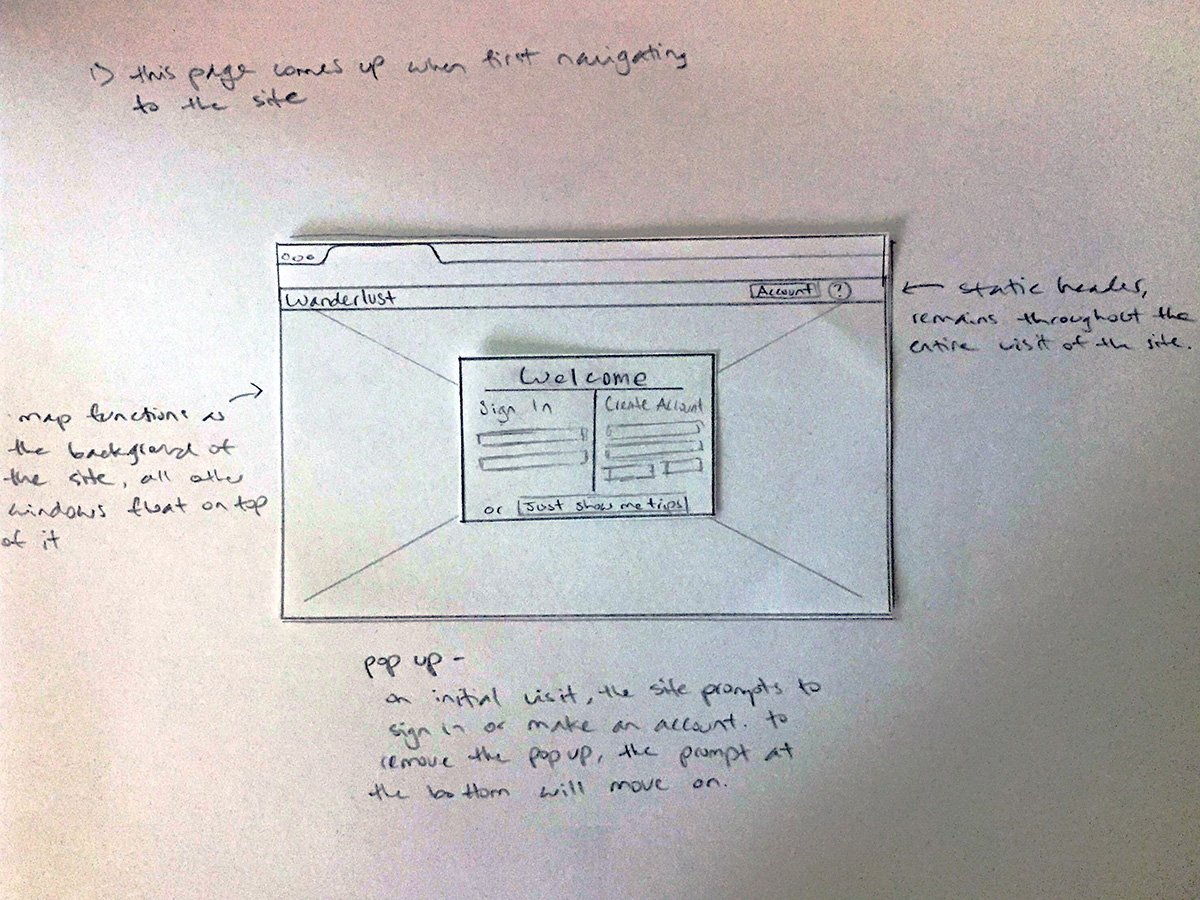 1) this page comes up when first navigating
to the site
Wanderlust
Account
?
← static header,
remains throughout the
entire visit of the site.
Welcome
Sign In
Create Account
or Just show me trips
map functions as
the background of
the site, all other
windows float on top
of it
pop up -
on initial visit, the site prompts to
sign in or make an account. to
remove the pop up, the prompt at
the bottom will move on.